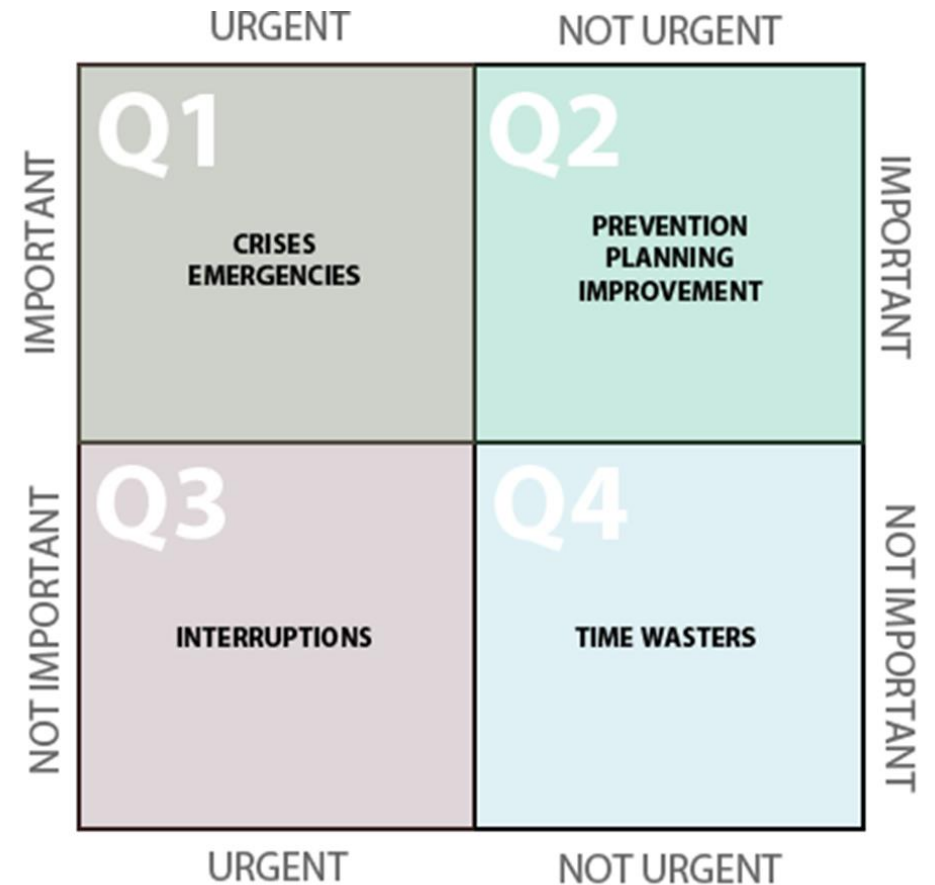 URGENT
NOT URGENT
IMPORTANT
Q1
CRISES
EMERGENCIES
Q2
PREVENTION
PLANNING
IMPROVEMENT
IMPORTANT
NOT IMPORTANT
Q3
INTERRUPTIONS
Q4
TIME WASTERS
NOT IMPORTANT
URGENT
NOT URGENT